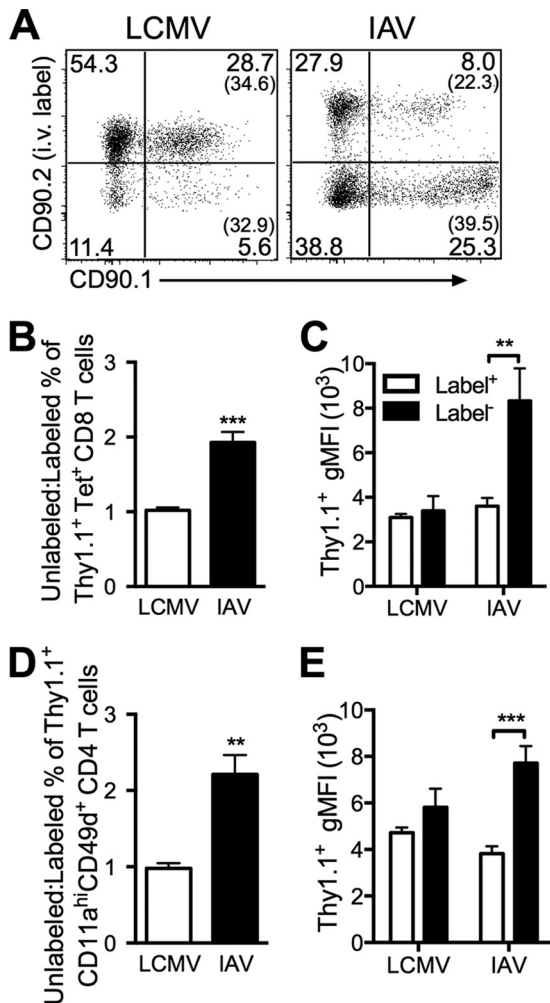 A
LCMV
IAV
CD90.2 (i.v. label)
54.3
28.7
(34.6)
27.9
8.0
(22.3)
(32.9)
11.4
5.6
(39.5)
38.8
25.3
CD90.1
B
Unlabeled:Labeled % of
Thy1.1⁺ Tet⁺ CD8 T cells
3
2
1
0
***
LCMV
IAV
C
Thy1.1⁺ gMFI (10³)
10
8
6
4
2
0
**
Label⁺
Label⁻
LCMV
IAV
D
Unlabeled:Labeled % of Thy1.1⁺
CD11aʰⁱCD49d⁺ CD4 T cells
3
2
1
0
**
LCMV
IAV
E
Thy1.1⁺ gMFI (10³)
10
8
6
4
2
0
***
LCMV
IAV